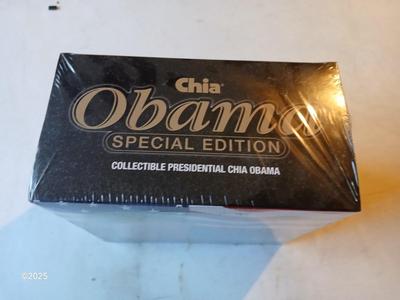 Chia®
Obama
SPECIAL EDITION
COLLECTIBLE PRESIDENTIAL CHIA OBAMA
©2025